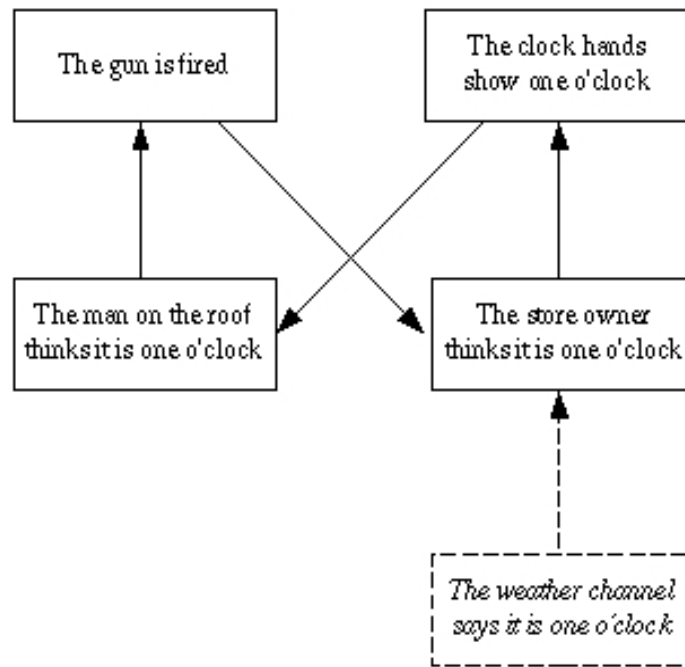 The gun is fired
The clock hands
show one o'clock
The man on the roof
thinks it is one o'clock
The store owner
thinks it is one o'clock
The weather channel
says it is one o'clock